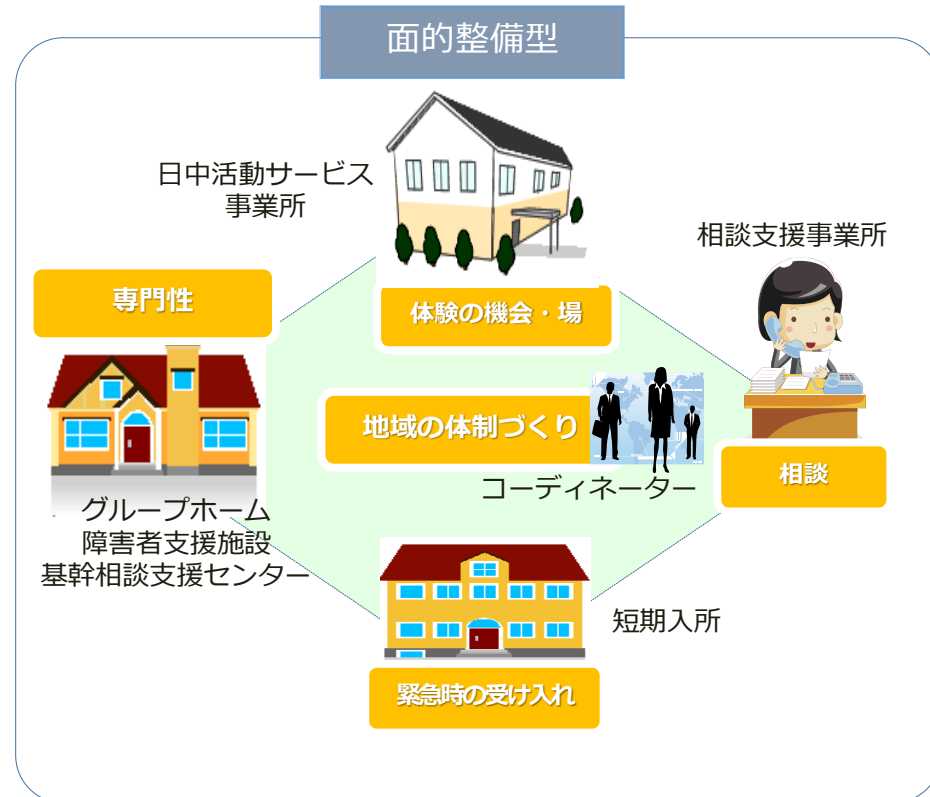 面的整備型
日中活動サービス
事業所
相談支援事業所
専門性
体験の機会・場
地域の体制づくり
相談
コーディネーター
グループホーム
障害者支援施設
基幹相談支援センター
短期入所
緊急時の受け入れ